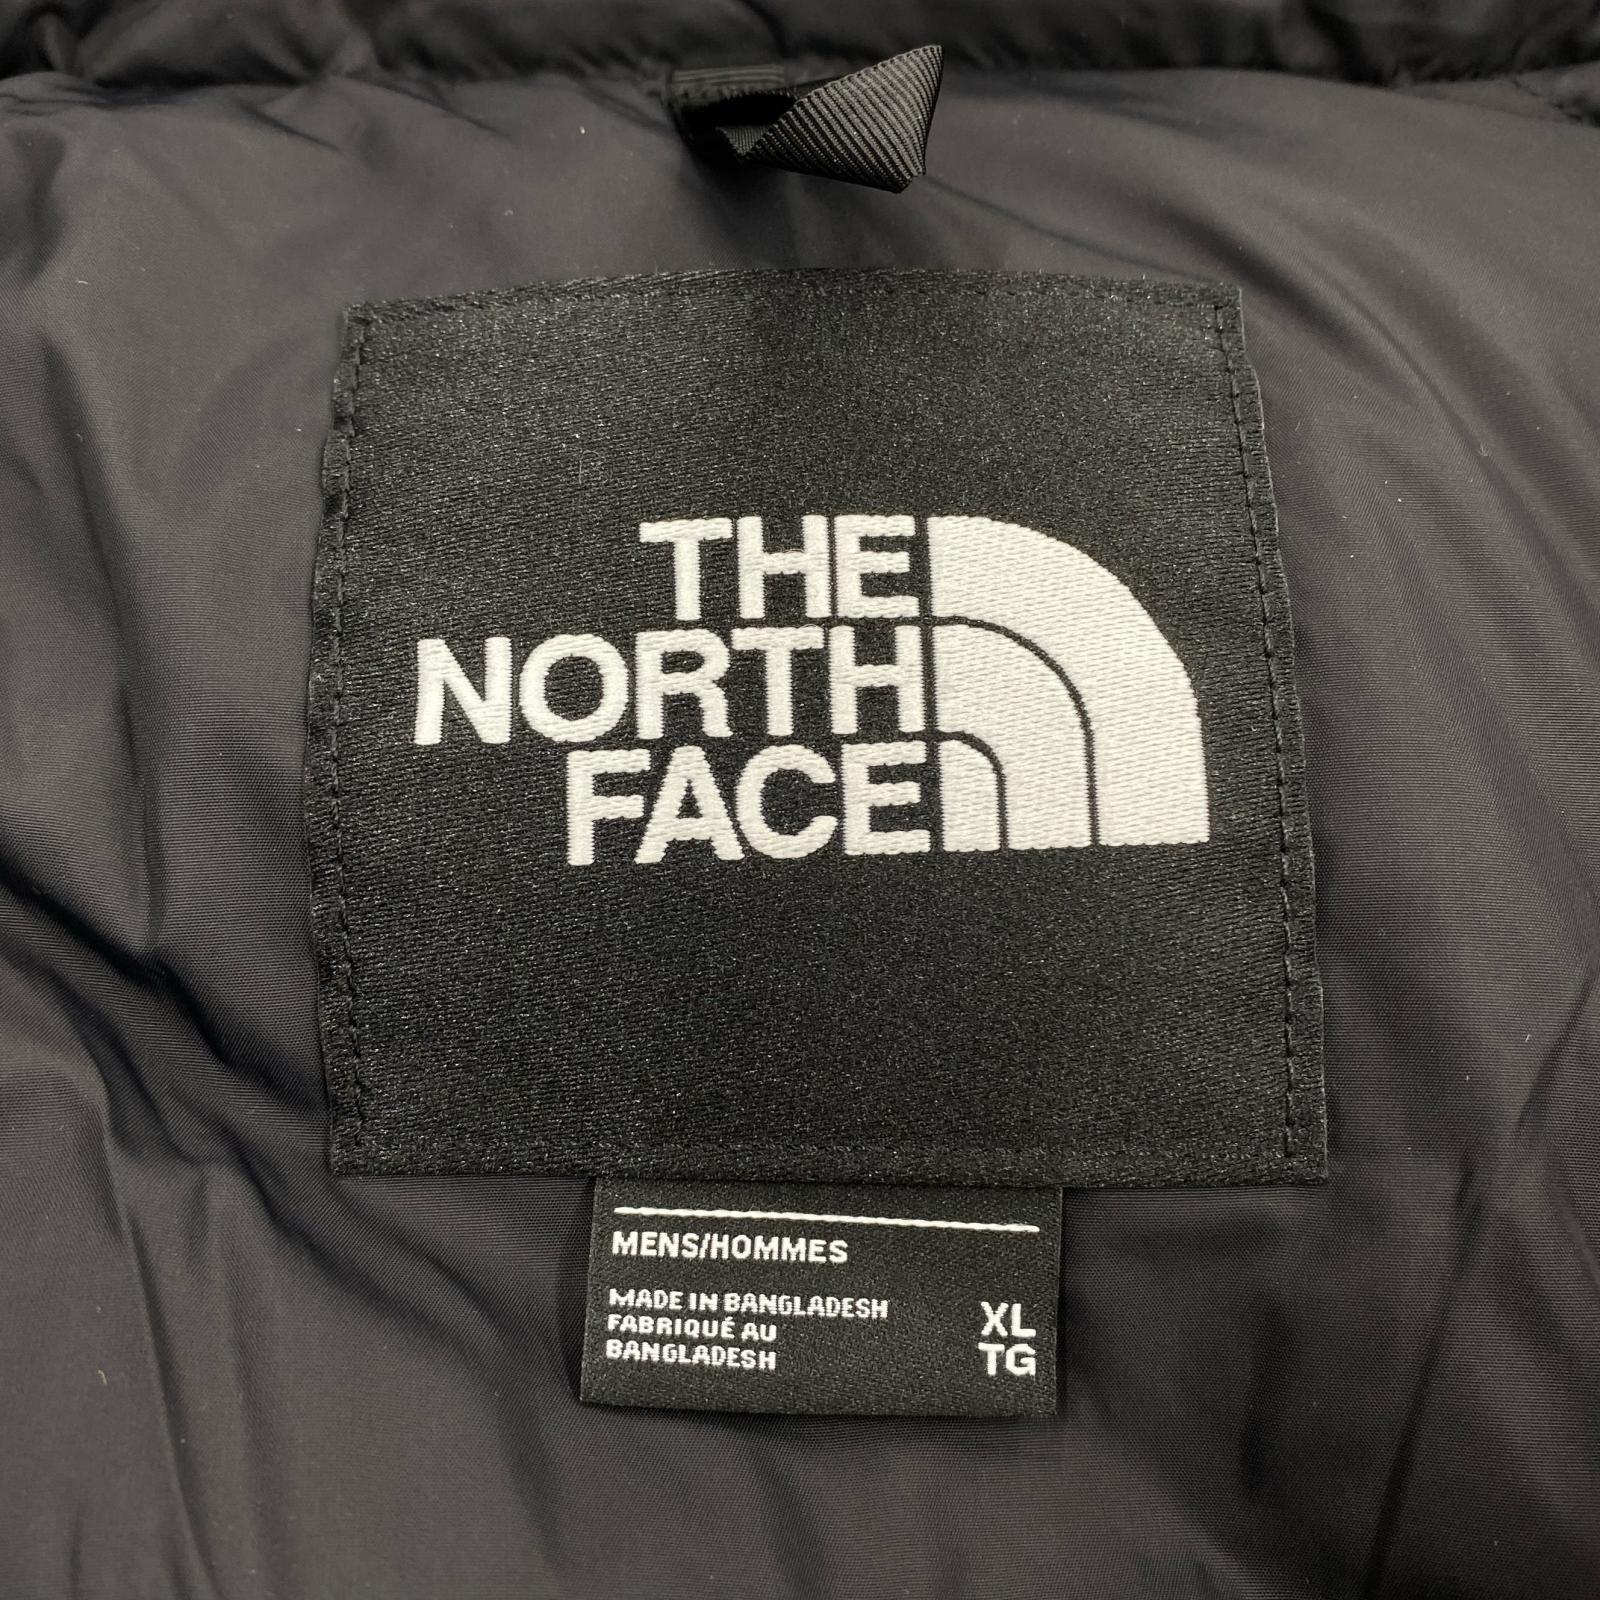 THE
NORTH
FACE
MENS/HOMMES
MADE IN BANGLADESH
FABRIQUÉ AU
BANGLADESH
XL
TG